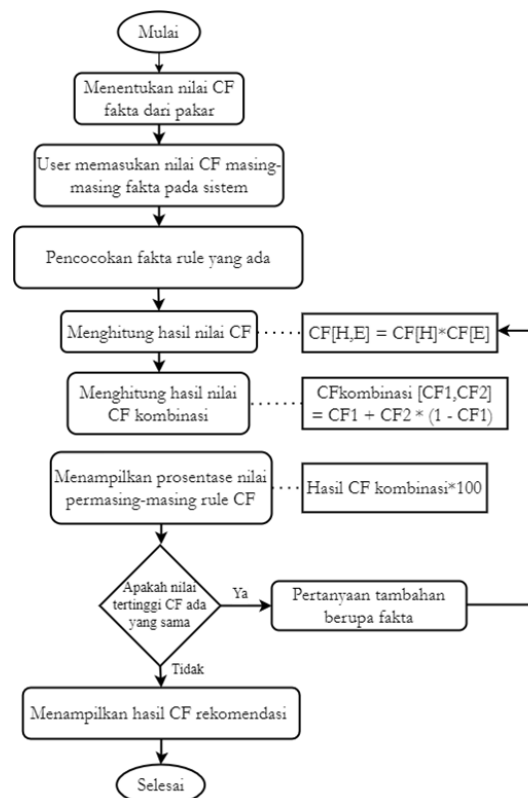 Mulai
Menentukan nilai CF
fakta dari pakar
User memasukan nilai CF masing-
masing fakta pada sistem
Pencocokan fakta rule yang ada
Menghitung hasil nilai CF
CF[H,E] = CF[H]*CF[E]
Menghitung hasil nilai
CF kombinasi
CFkombinasi [CF1,CF2]
= CF1 + CF2 * (1 - CF1)
Menampilkan prosentase nilai
permasing-masing rule CF
Hasil CF kombinasi*100
Apakah nilai
tertinggi CF ada
yang sama
Ya
Pertanyaan tambahan
berupa fakta
Tidak
Menampilkan hasil CF rekomendasi
Selesai